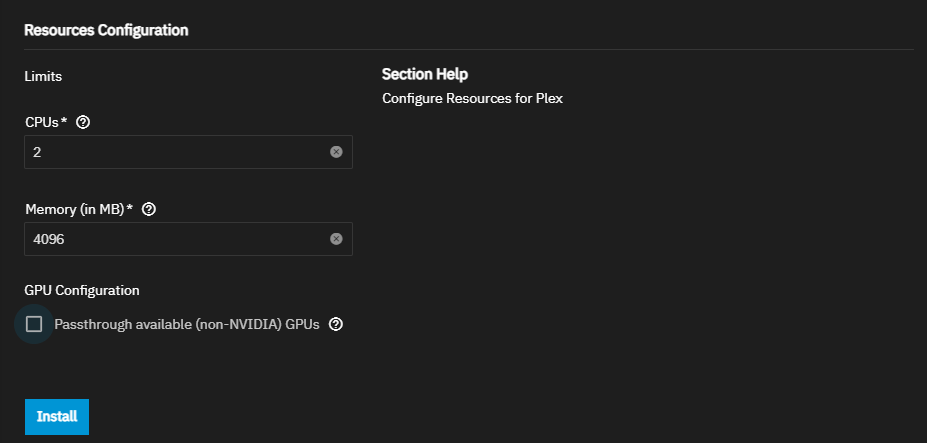 Resources Configuration
Limits
Section Help
Configure Resources for Plex
CPUs*
2
Memory (in MB)*
4096
GPU Configuration
Passthrough available (non-NVIDIA) GPUs
Install